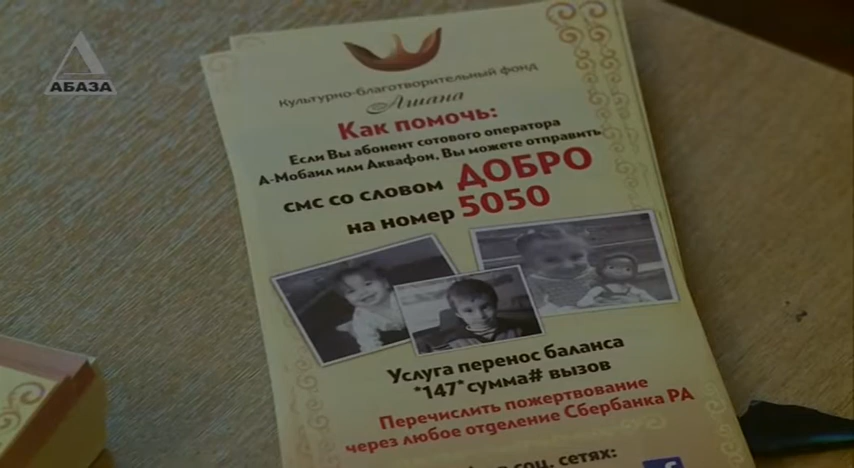 АБАЗА
Культурно-благотворительный фонд
Ашана
Как помочь:
Если Вы абонент сотового оператора
А-Мобаил или Аквафон, Вы можете отправить
смс со словом ДОБРО
на номер 5050
Услуга перенос баланса
*147*сумма# вызов
Перечислить пожертвование
через любое отделение Сбербанка РА
соц. сетях: